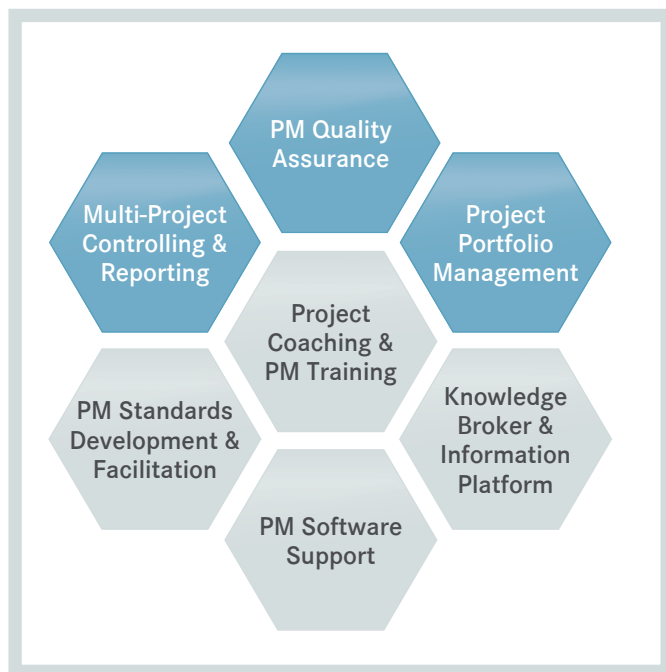 PM Quality
Assurance
Multi-Project
Controlling &
Reporting
Project
Portfolio
Management
Project
Coaching &
PM Training
PM Standards
Development &
Facilitation
Knowledge
Broker &
Information
Platform
PM Software
Support